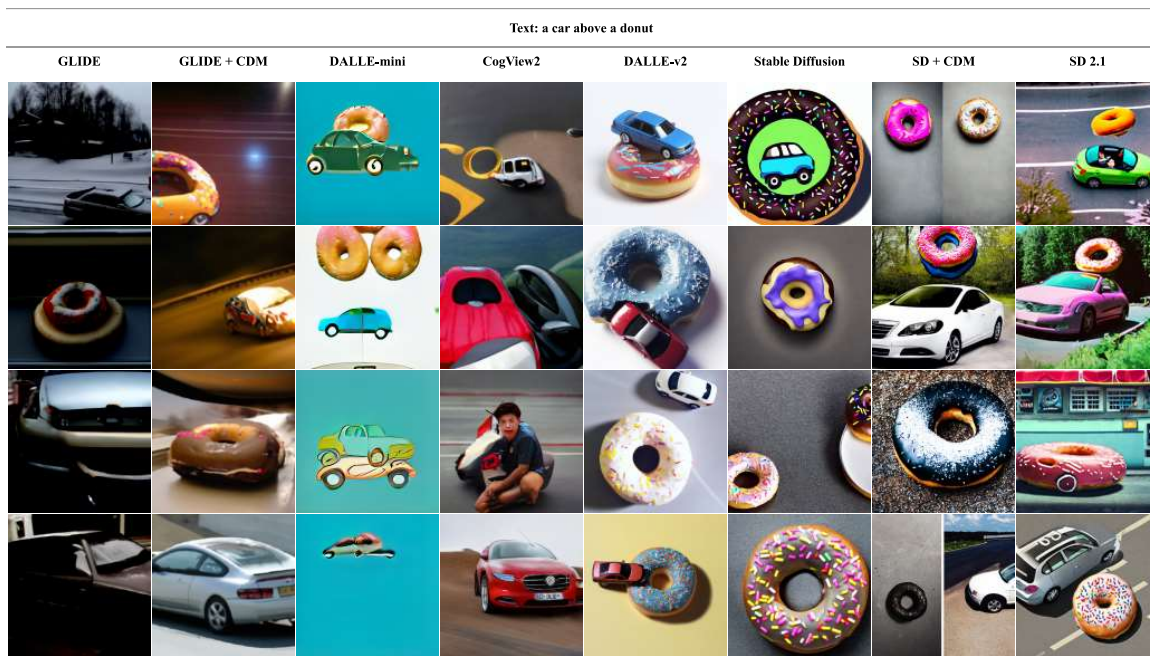 Text: a car above a donut
GLIDE GLIDE + CDM DALLE-mini CogView2 DALLE-v2 Stable Diffusion SD + CDM SD 2.1